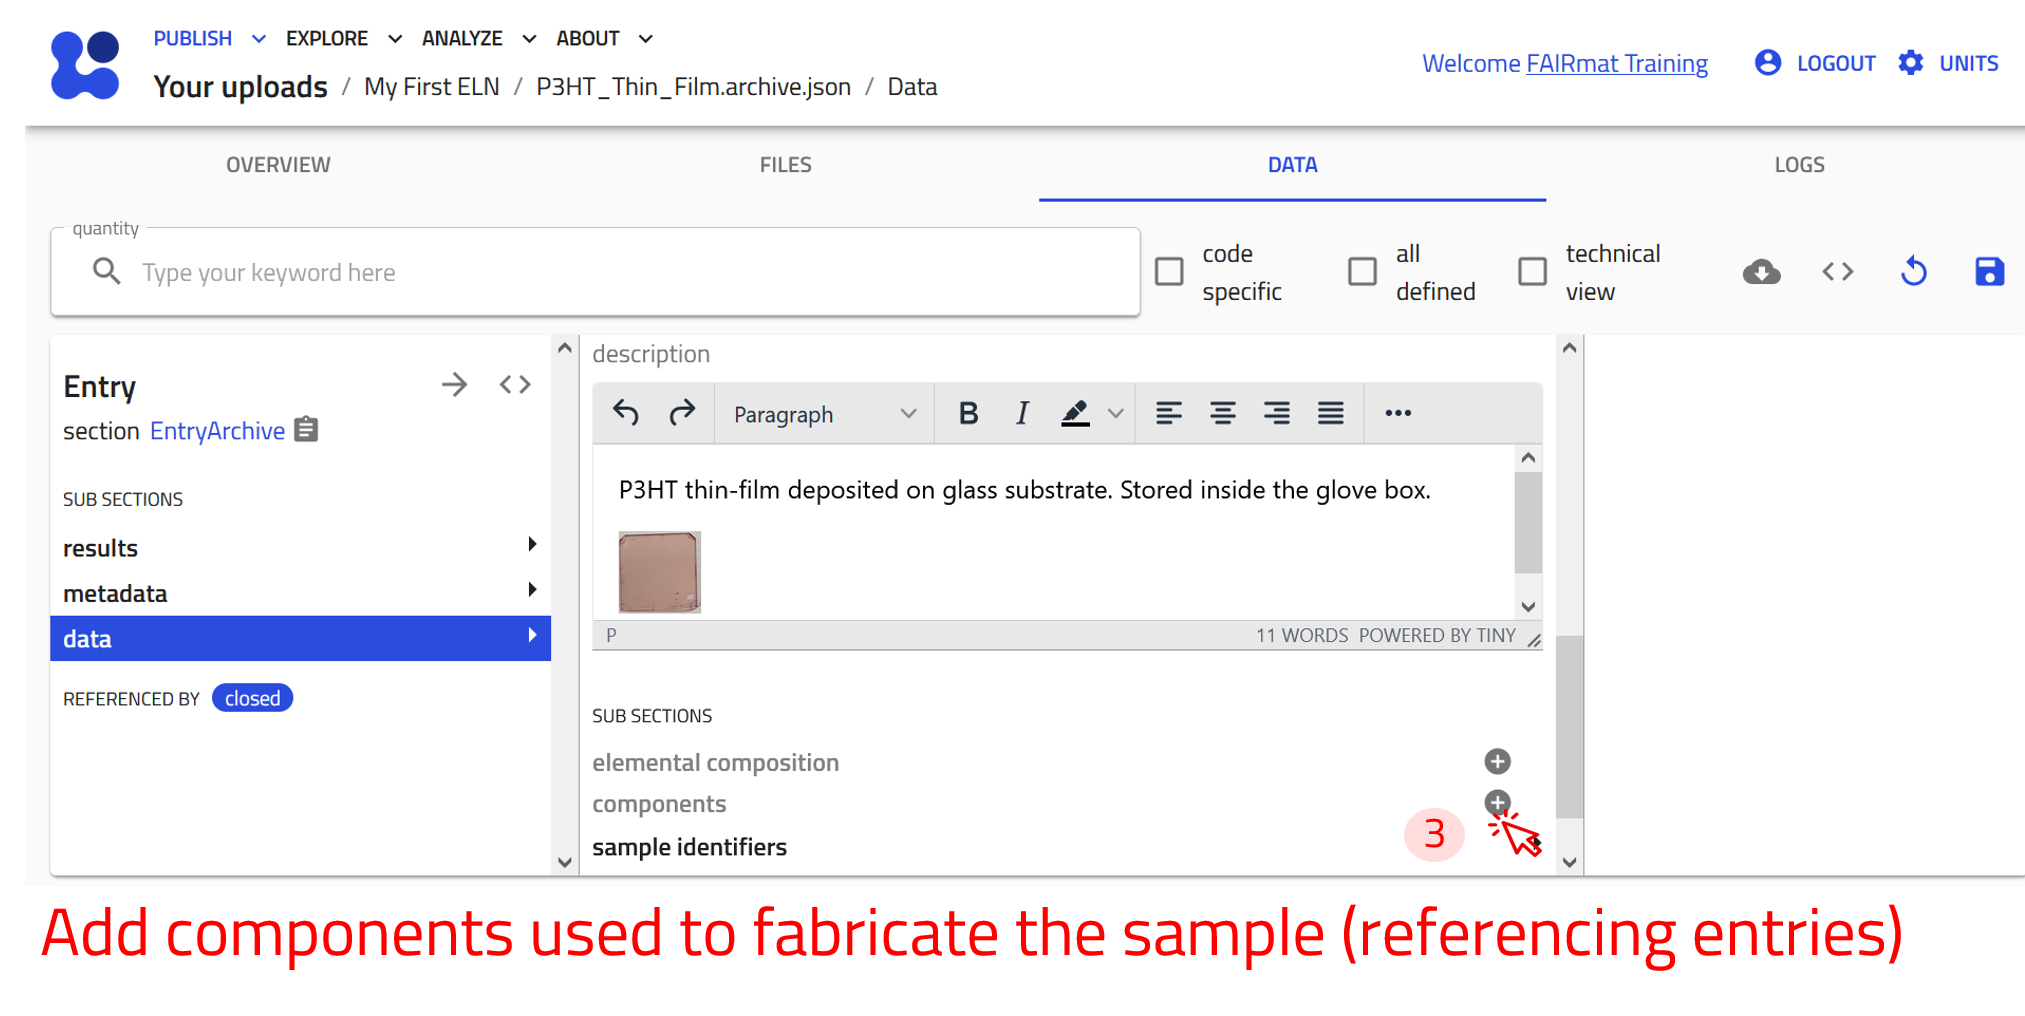 PUBLISH EXPLORE ANALYZE ABOUT
Your uploads / My First ELN / P3HT_Thin_Film.archive.json / Data
Welcome FAIRmat Training LOGOUT UNITS
OVERVIEW FILES DATA LOGS
quantity
Type your keyword here
code specific
all defined
technical view
Entry
section EntryArchive
SUB SECTIONS
results
metadata
data
REFERENCED BY closed
description
Paragraph B I
P3HT thin-film deposited on glass substrate. Stored inside the glove box.
P 11 WORDS POWERED BY TINY
SUB SECTIONS
elemental composition
components
sample identifiers
3
Add components used to fabricate the sample (referencing entries)